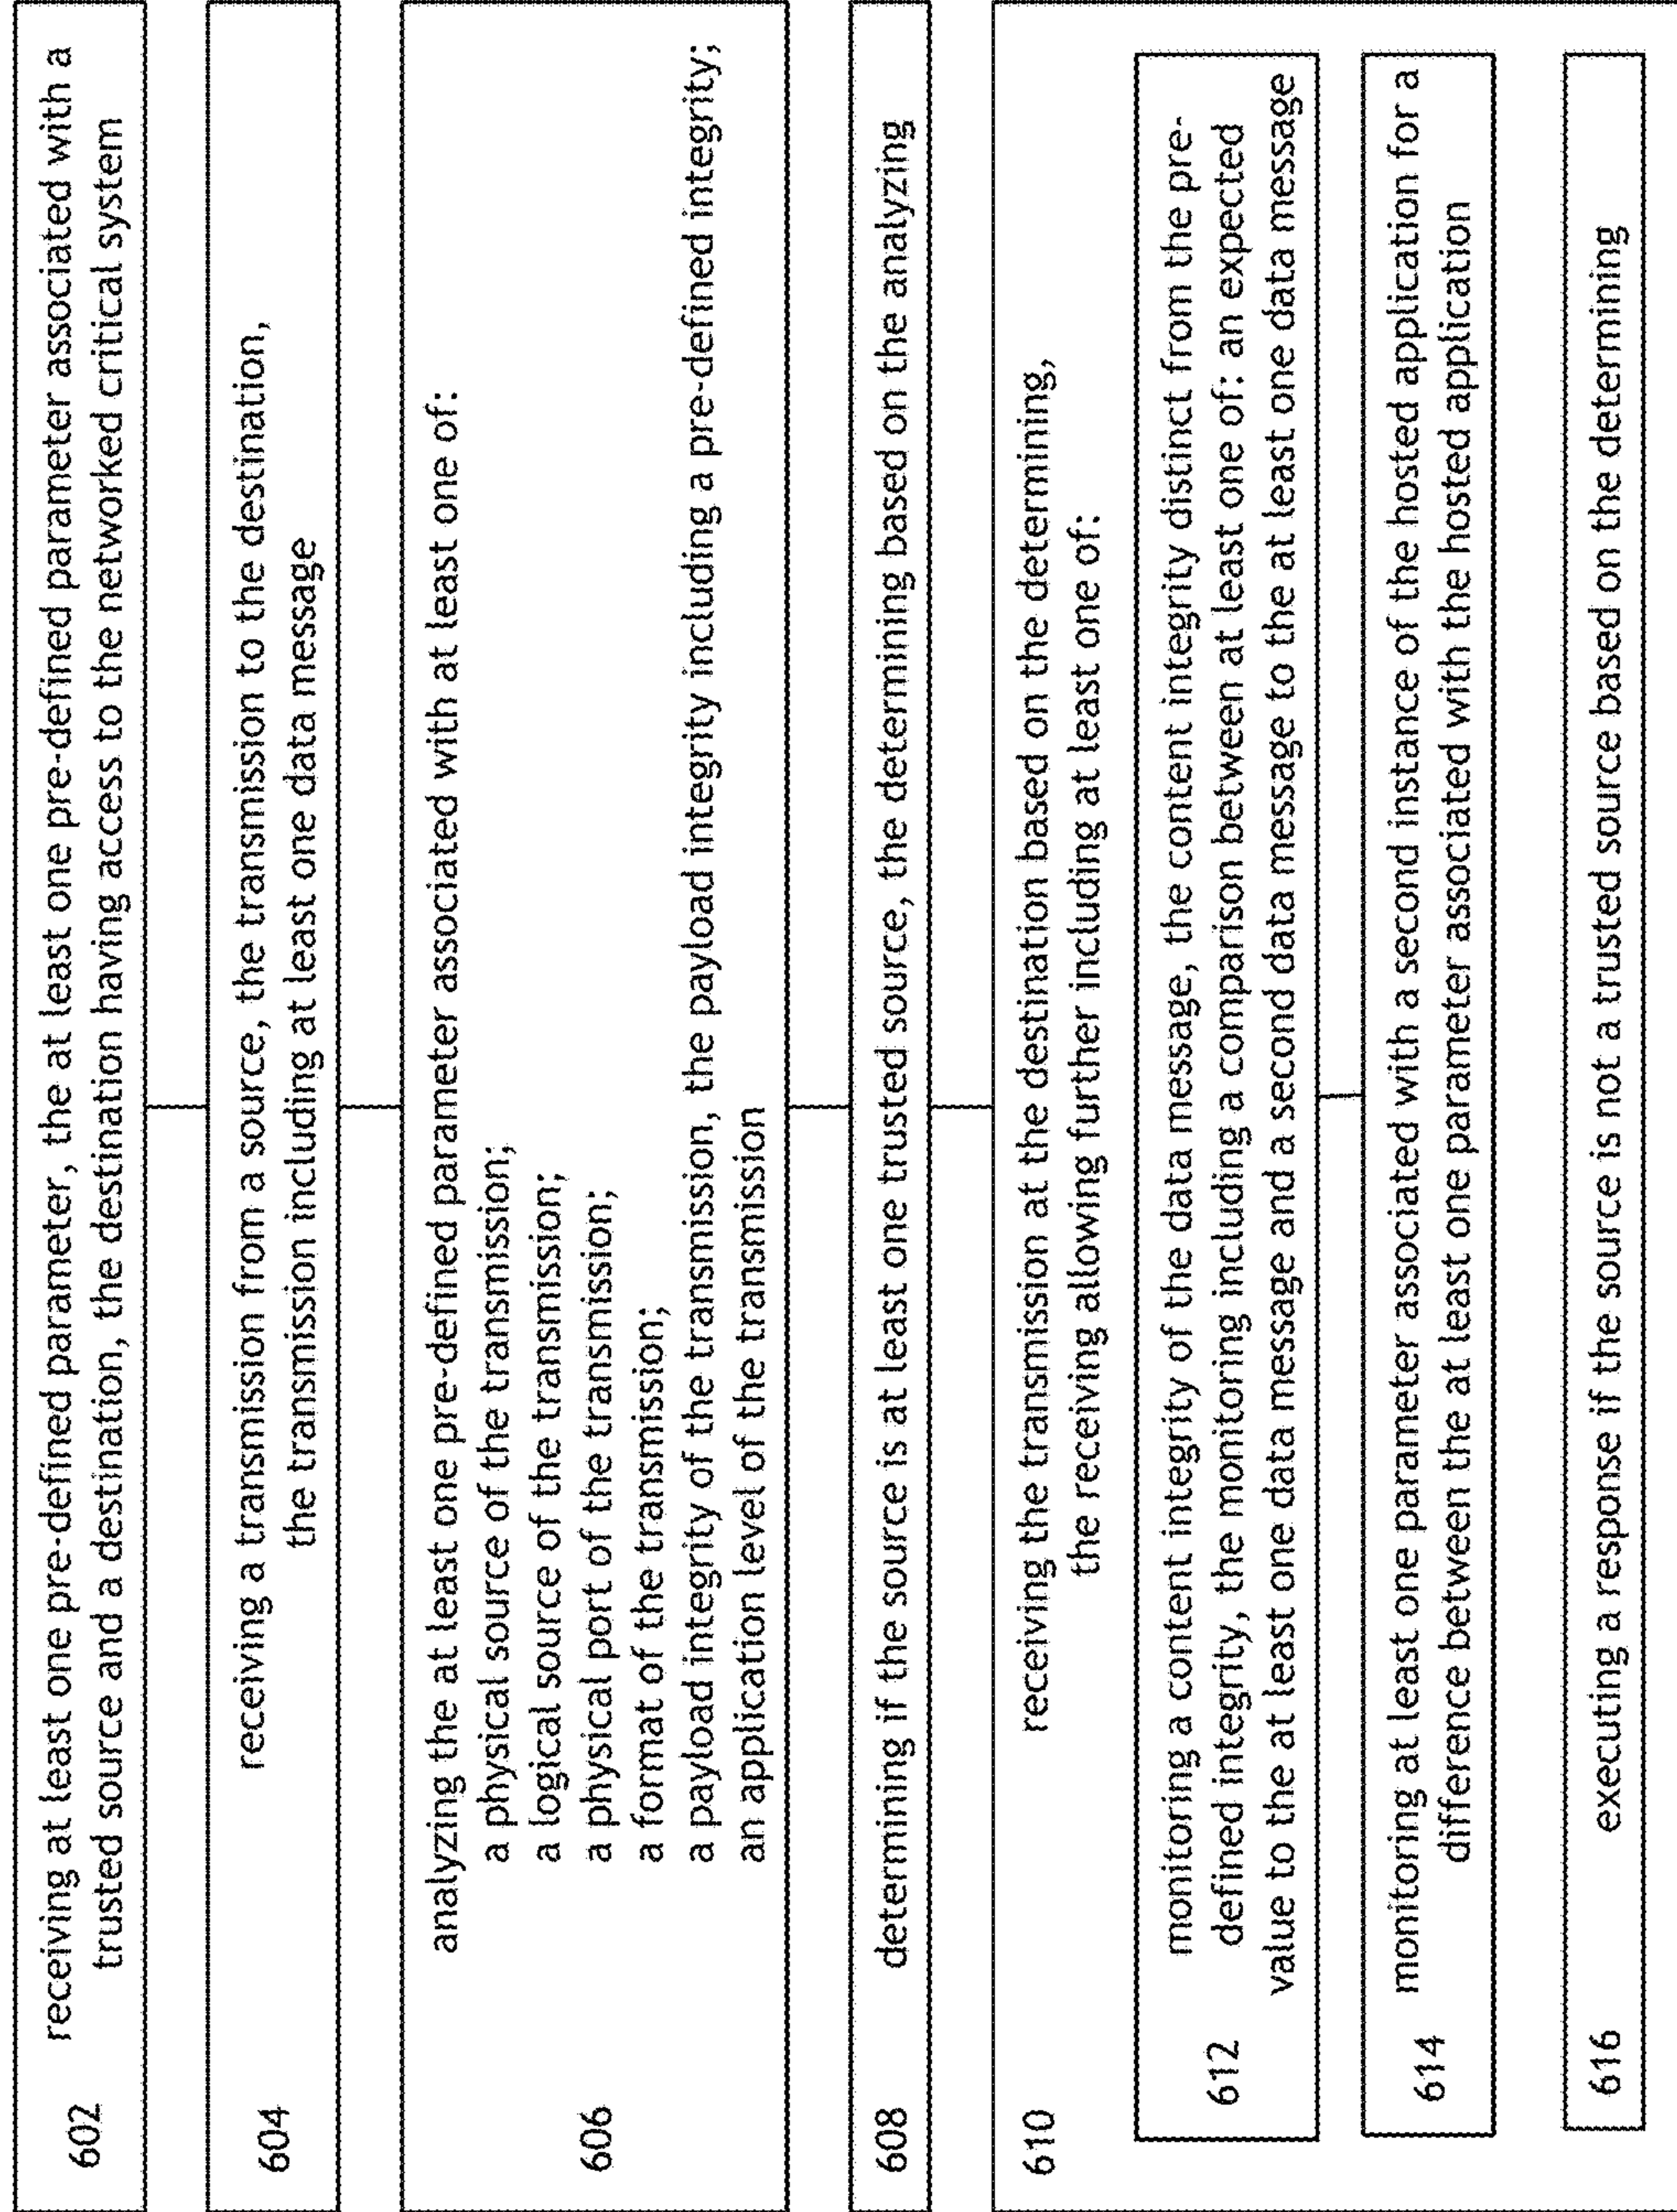 602
receiving at least one pre-defined parameter, the at least one pre-defined parameter associated with a
trusted source and a destination, the destination having access to the networked critical system
604
receiving a transmission from a source, the transmission to the destination,
the transmission including at least one data message
606
analyzing the at least one pre-defined parameter associated with at least one of:
a physical source of the transmission;
a logical source of the transmission;
a physical port of the transmission;
a format of the transmission;
a payload integrity of the transmission, the payload integrity including a pre-defined integrity;
an application level of the transmission
608
determining if the source is at least one trusted source, the determining based on the analyzing
610
receiving the transmission at the destination based on the determining,
the receiving allowing further including at least one of:
612
monitoring a content integrity of the data message, the content integrity distinct from the pre-
defined integrity, the monitoring including a comparison between at least one of: an expected
value to the at least one data message and a second data message to the at least one data message
614
monitoring at least one parameter associated with a second instance of the hosted application for a
difference between the at least one parameter associated with the hosted application
616
executing a response if the source is not a trusted source based on the determining